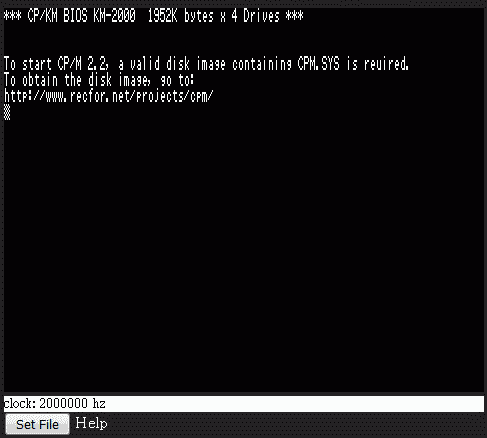 *** CP/KM BIOS KM-2000  1952K bytes x 4 Drives ***
To start CP/M 2.2, a valid disk image containing CPM.SYS is reuired.
To obtain the disk image, go to:
http://www.recfor.net/projects/cpm/
clock: 2000000 hz
Set File Help